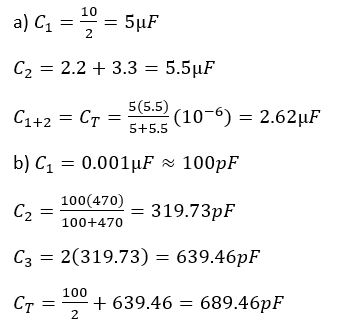 a) C₁ = 10/2 = 5μF
C₂ = 2.2 + 3.3 = 5.5μF
C₁₊₂ = C_T = 5(5.5)/5+5.5 (10⁻⁶) = 2.62μF
b) C₁ = 0.001μF ≈ 100pF
C₂ = 100(470)/100+470 = 319.73pF
C₃ = 2(319.73) = 639.46pF
C_T = 100/2 + 639.46 = 689.46pF